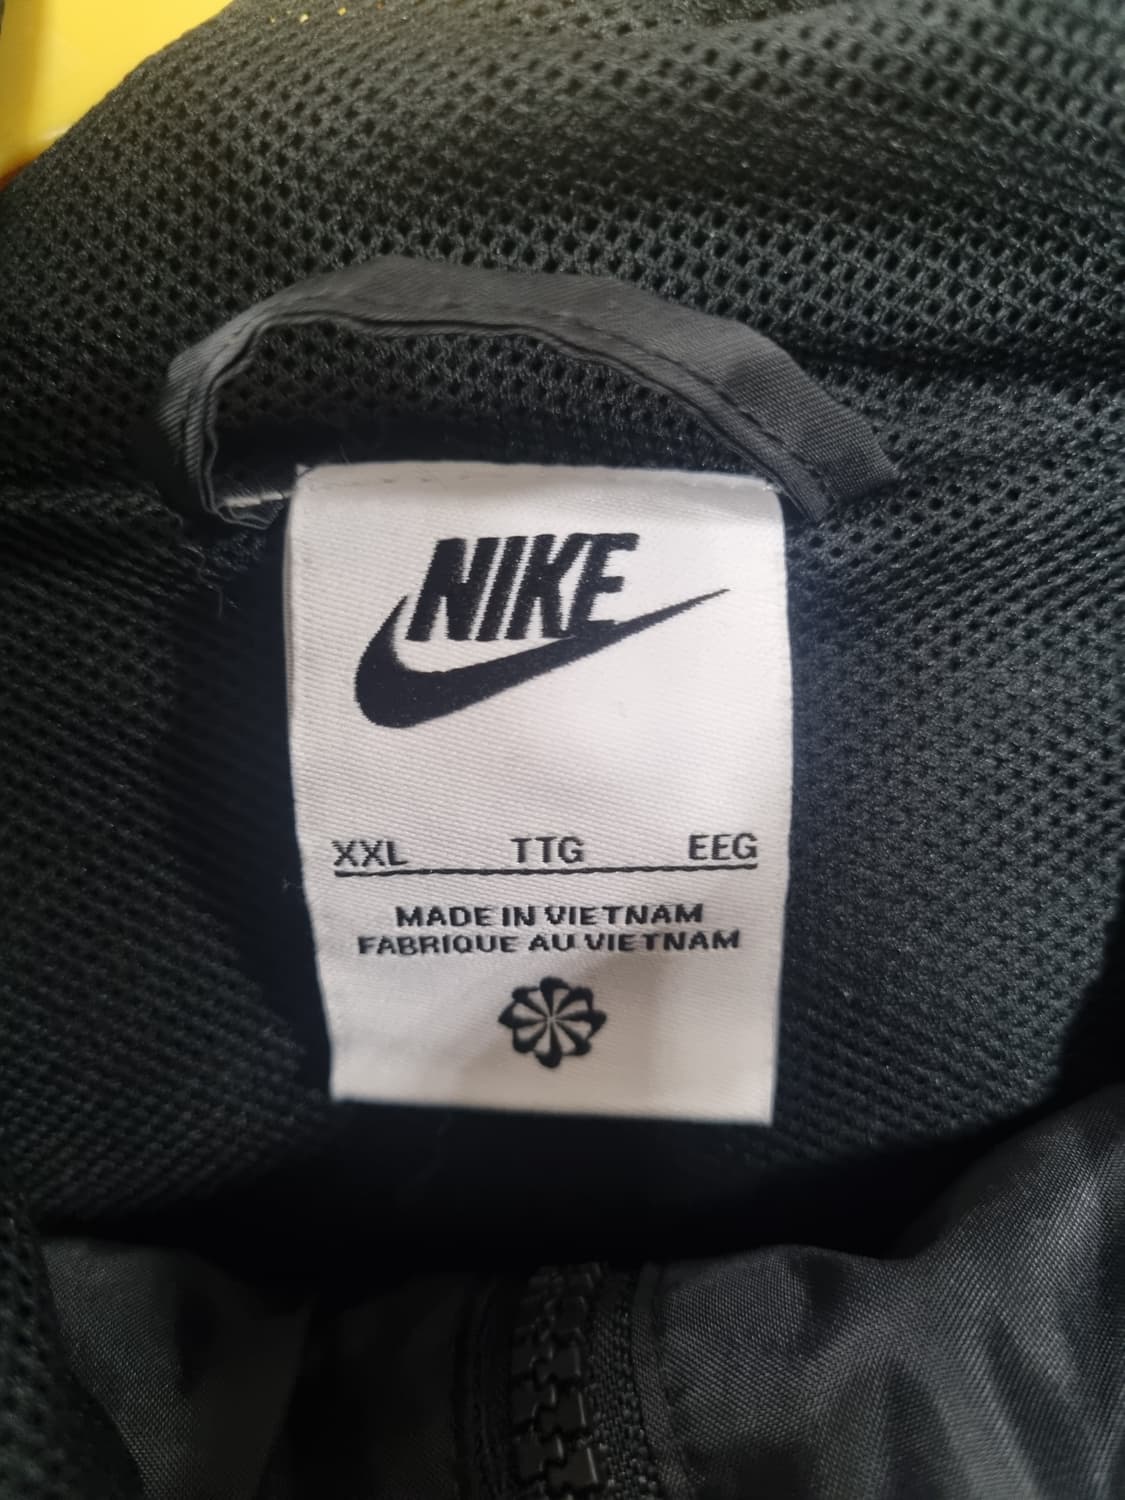 NIKE
XXL TTG EEG
MADE IN VIETNAM
FABRIQUE AU VIETNAM